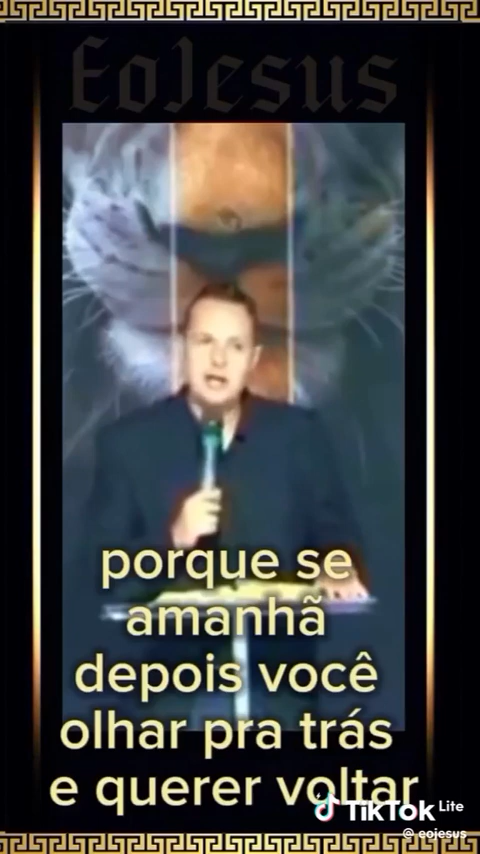 EoJesus
porque se
amanhã
depois você
olhar pra trás
e querer voltar
TikTok Lite
@ eojesus